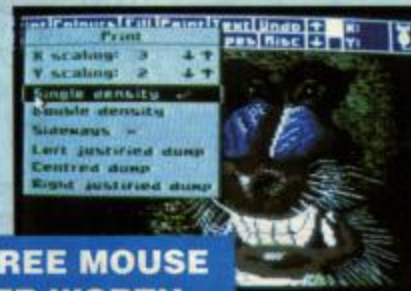 Colours Fill Paint Text Undo X:
Print
pes Misc Y:
X scaling: 3
Y scaling: 2
Single density
Double density
Sideways
Left justified dump
Centred dump
Right justified dump
REE MOUSE